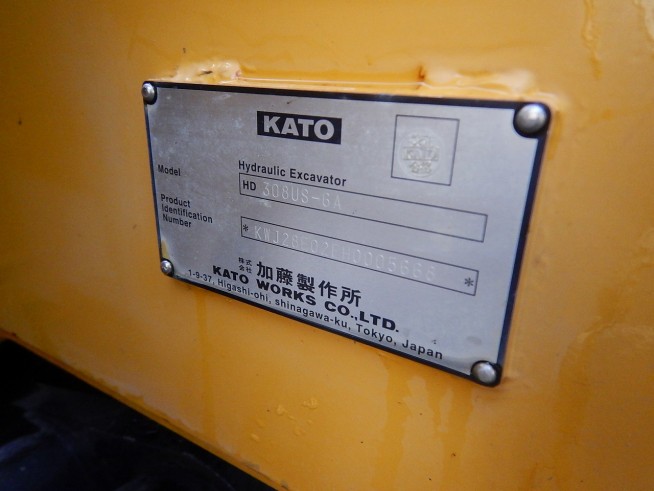 KATO
Hydraulic Excavator
Model
HD 308US-6A
Product
Identification
Number
* *
株式
会社 加藤製作所
KATO WORKS CO.,LTD.
1-9-37, Higashi-ohi, shinagawa-ku, Tokyo, Japan